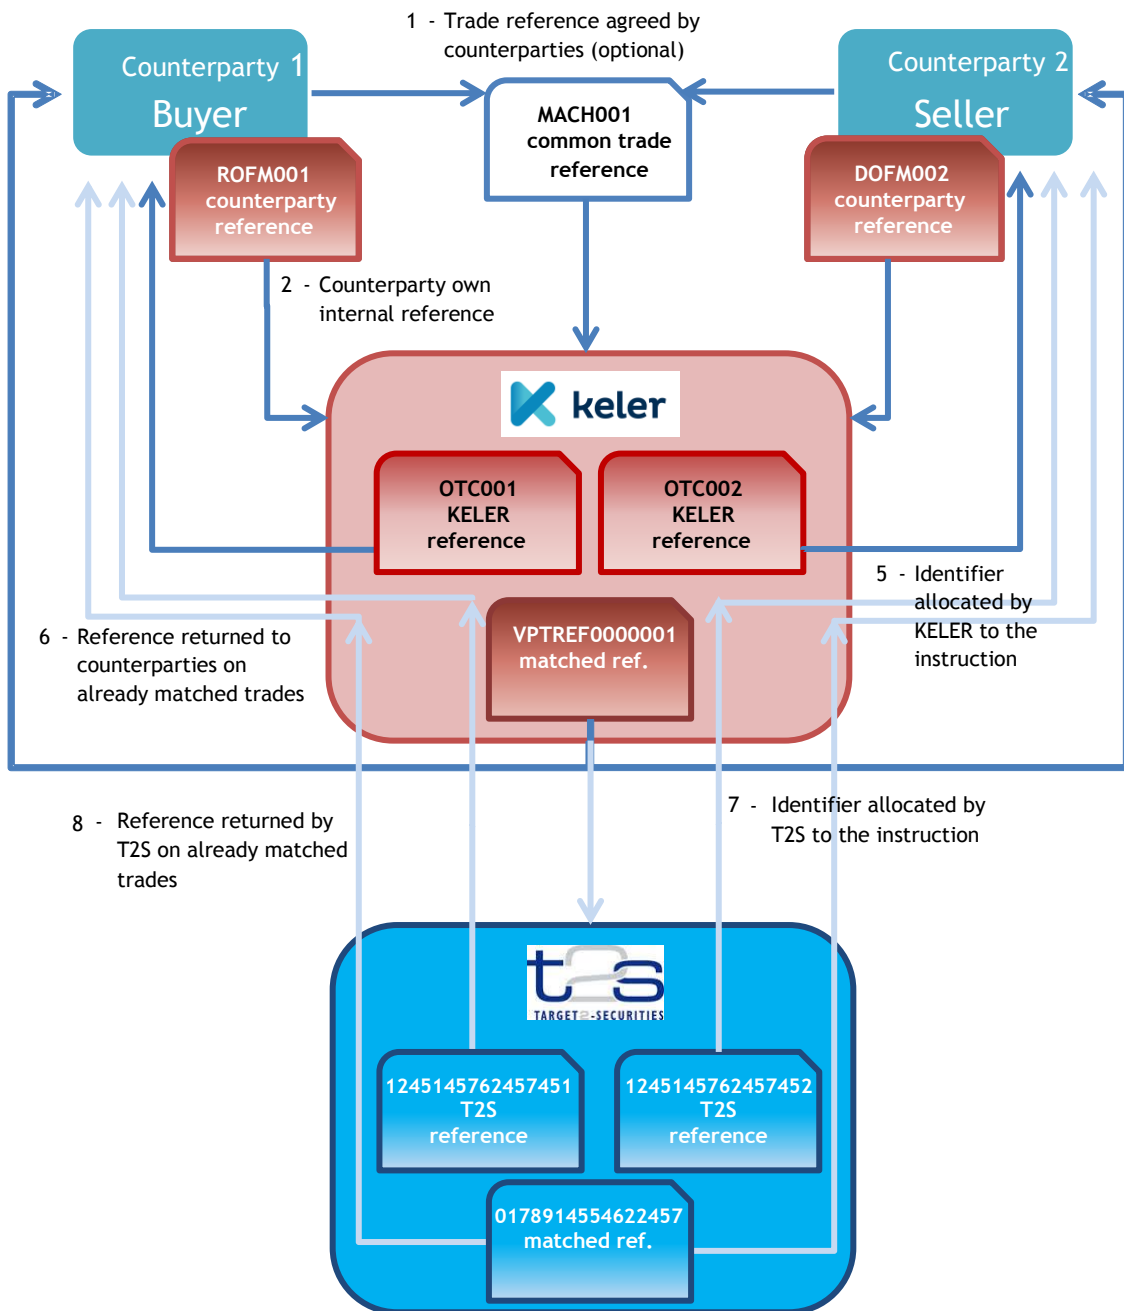 1 - Trade reference agreed by
counterparties (optional)
Counterparty 1
Buyer
Counterparty 2
Seller
MACH001
common trade
reference
ROFM001
counterparty
reference
DOFM002
counterparty
reference
2 - Counterparty own
internal reference
keler
OTC001
KELER
reference
OTC002
KELER
reference
5 - Identifier
allocated by
KELER to the
instruction
VPTREF0000001
matched ref.
6 - Reference returned to
counterparties on
already matched trades
7 - Identifier allocated by
T2S to the instruction
8 - Reference returned by
T2S on already matched
trades
t2s
TARGET2-SECURITIES
1245145762457451
T2S
reference
1245145762457452
T2S
reference
0178914554622457
matched ref.